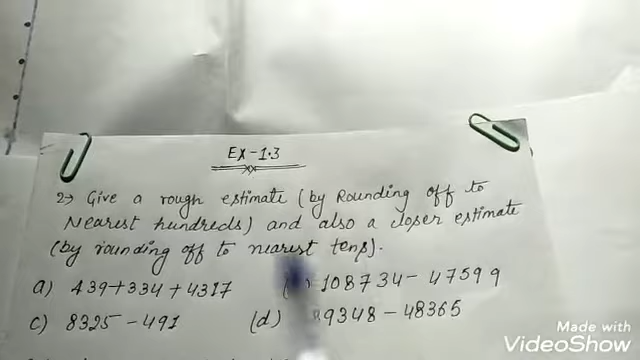 EX-1.3
2→ Give a rough estimate (by Rounding off to
Nearest hundreds) and also a closer estimate
(by rounding off to nearest tens).
a) 439+334+4317 108734-47599
c) 8325-491 (d) 9348-48365
Made with
VideoShow